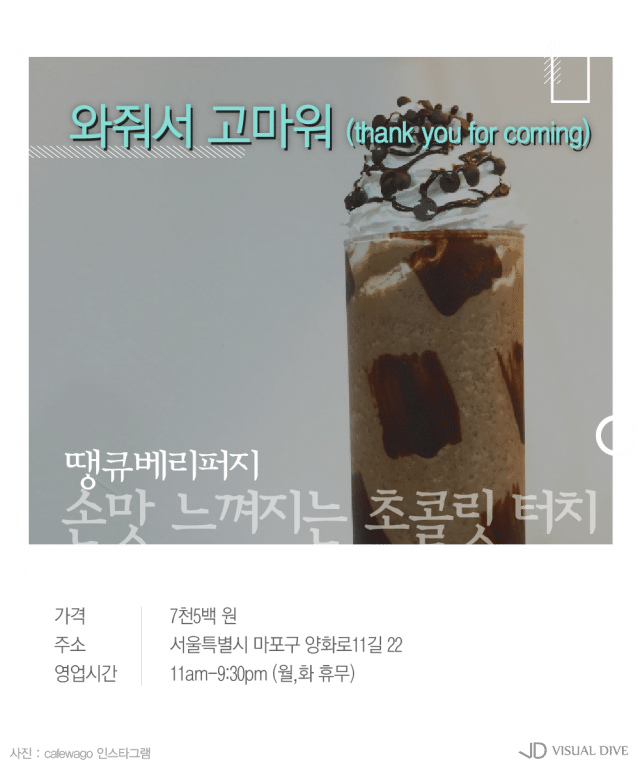 와줘서 고마워 (thank you for coming)
땡큐베리퍼지
손맛 느껴지는 초콜릿 터치
가격 7천5백 원
주소 서울특별시 마포구 양화로11길 22
영업시간 11am-9:30pm (월,화 휴무)
사진 : cafewago 인스타그램
JD VISUAL DIVE